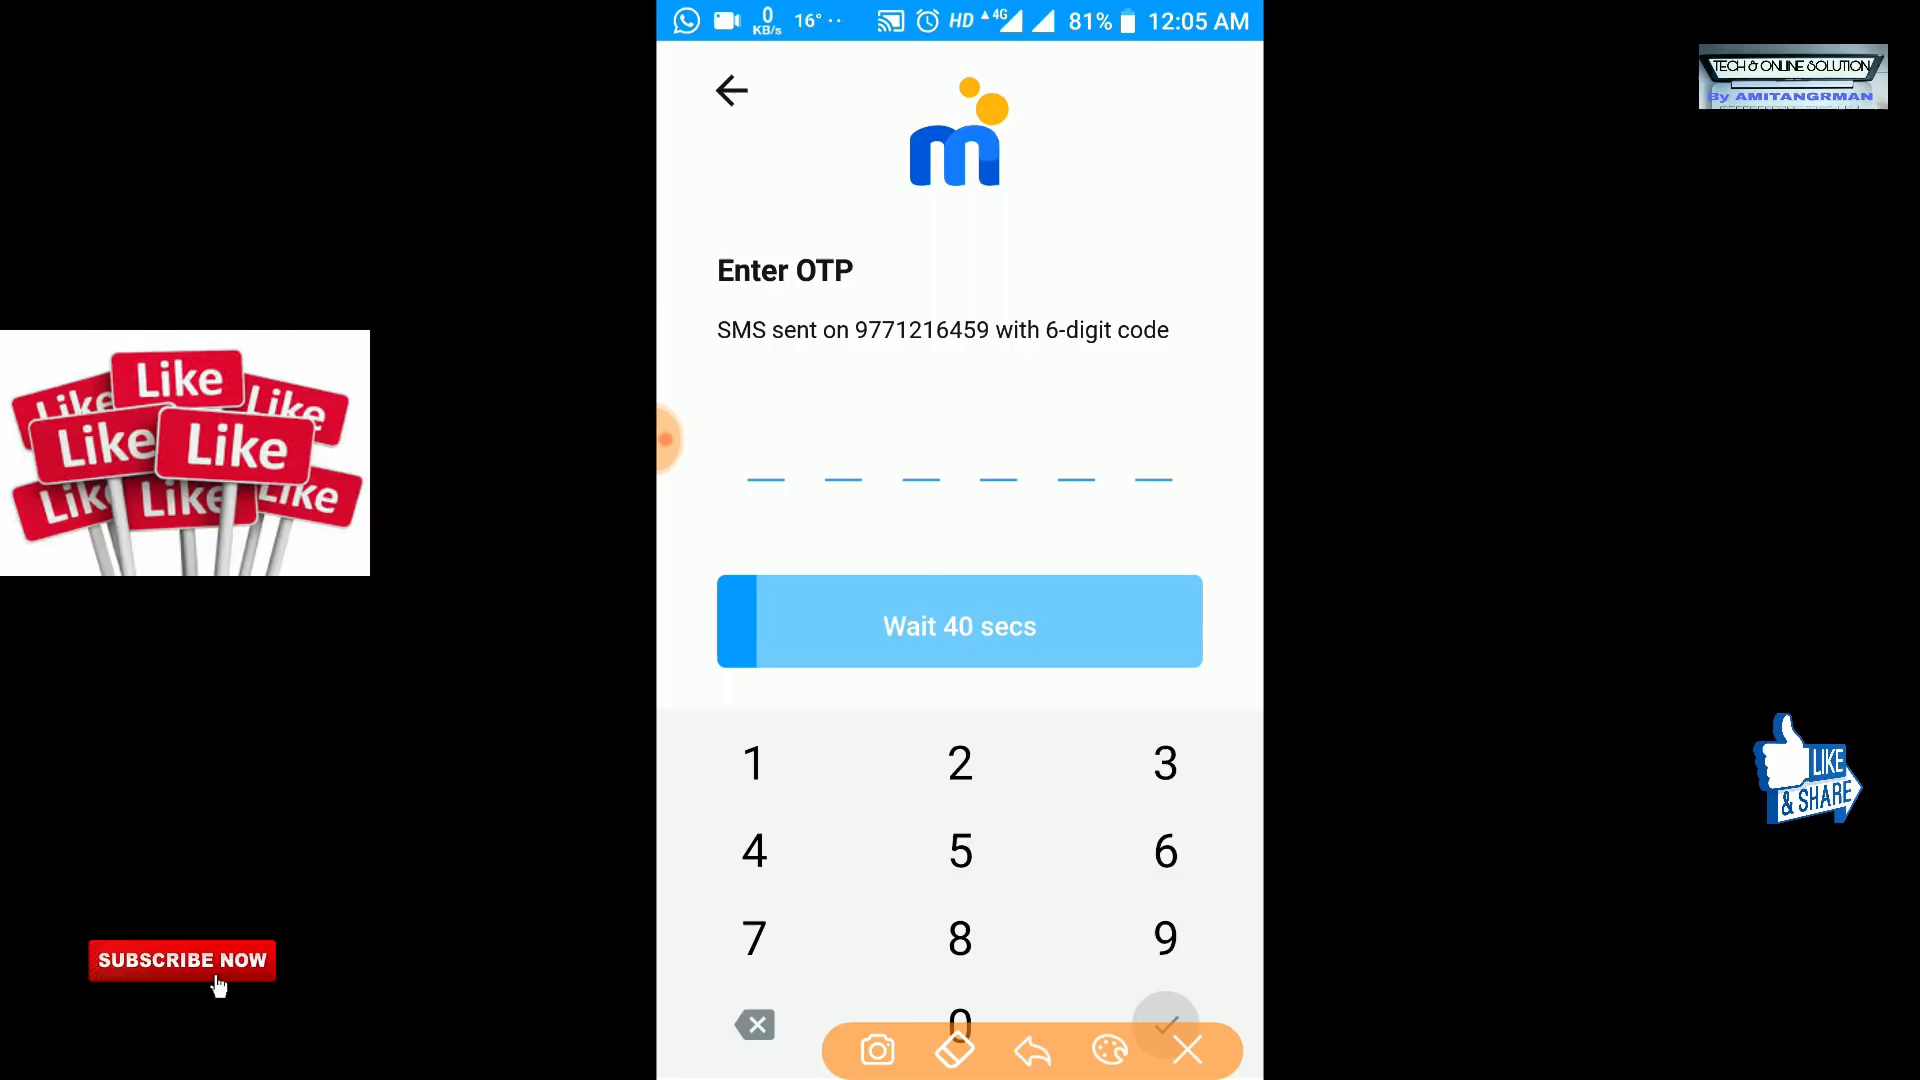 0
KB/s
16°
HD
4G
81%
12:05 AM
TECH & ONLINE SOLUTION
By AMITANGRMAN
m
Enter OTP
SMS sent on 9771216459 with 6-digit code
Like
Like
Like
Like
Like
Like
Like
Like
Wait 40 secs
1 2 3
4 5 6
7 8 9
0
LIKE
& SHARE
SUBSCRIBE NOW